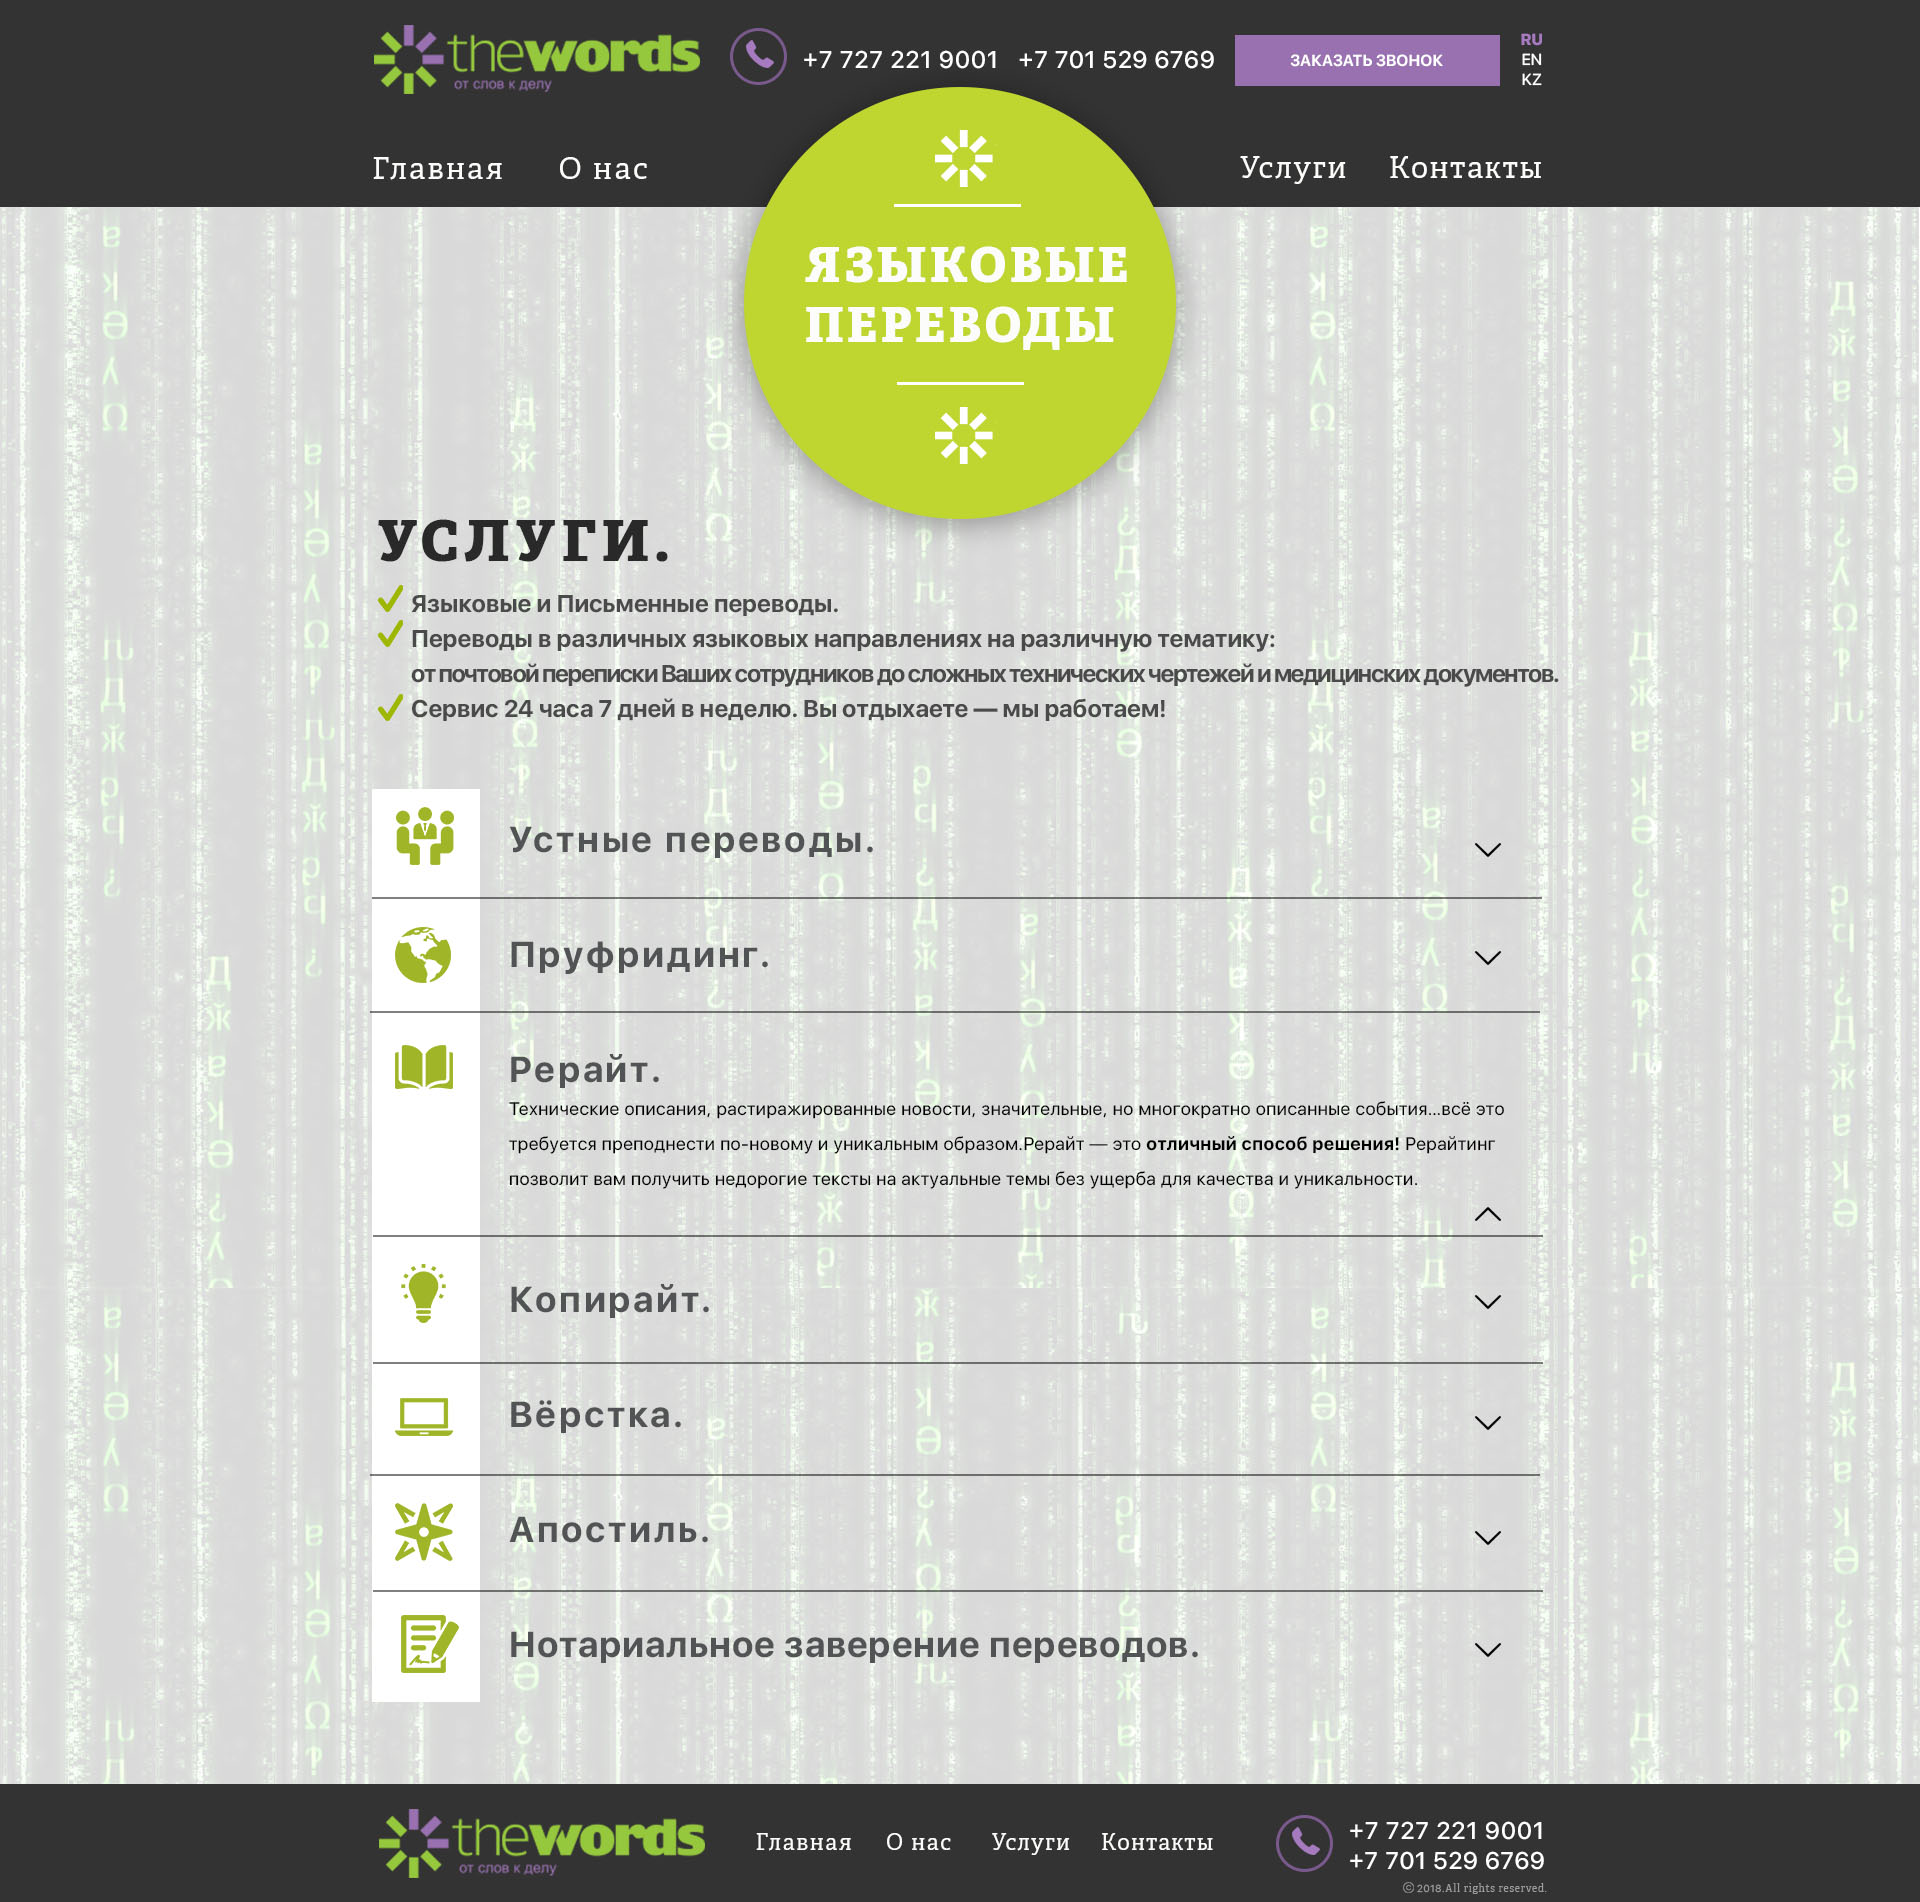 thewords
от слов к делу
+7 727 221 9001 +7 701 529 6769
ЗАКАЗАТЬ ЗВОНОК
RU
EN
KZ
Главная О нас Услуги Контакты
ЯЗЫКОВЫЕ
ПЕРЕВОДЫ
УСЛУГИ.
Языковые и Письменные переводы.
Переводы в различных языковых направлениях на различную тематику:
от почтовой переписки Ваших сотрудников до сложных технических чертежей и медицинских документов.
Сервис 24 часа 7 дней в неделю. Вы отдыхаете — мы работаем!
Устные переводы.
Пруфридинг.
Рерайт.
Технические описания, растиражированные новости, значительные, но многократно описанные события...всё это
требуется преподнести по-новому и уникальным образом.Рерайт — это отличный способ решения! Рерайтинг
позволит вам получить недорогие тексты на актуальные темы без ущерба для качества и уникальности.
Копирайт.
Вёрстка.
Апостиль.
Нотариальное заверение переводов.
thewords
от слов к делу
Главная О нас Услуги Контакты
+7 727 221 9001
+7 701 529 6769
© 2018.All rights reserved.